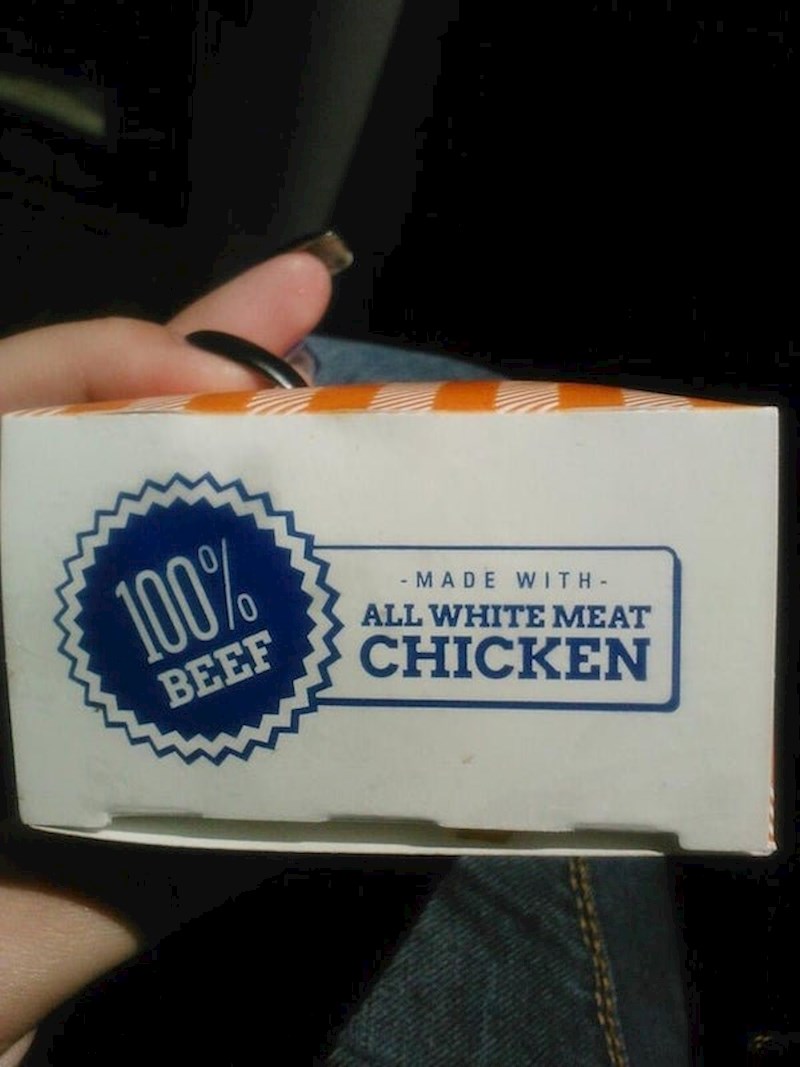 100%
BEEF
-MADE WITH-
ALL WHITE MEAT
CHICKEN